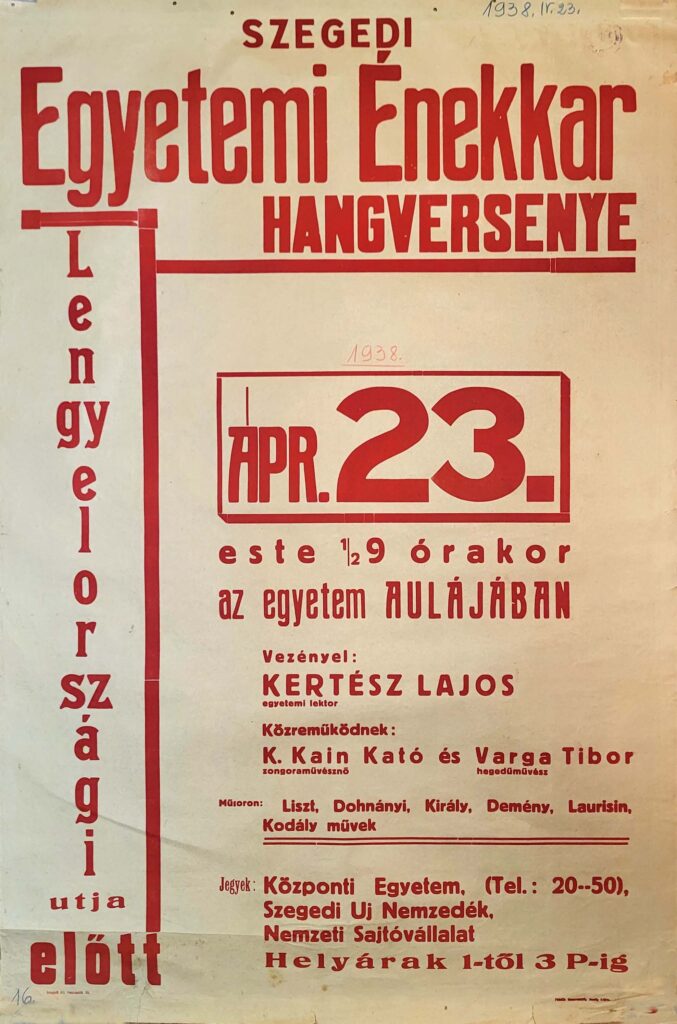 1938. IV. 23.
SZEGEDI
Egyetemi Énekkar
HANGVERSENYE
Lengyelországi
utja
előtt
1938.
ÁPR. 23.
este 1/2 9 órakor
az egyetem AULÁJÁBAN
Vezényel:
KERTÉSZ LAJOS
egyetemi lektor
Közreműködnek:
K. Kain Kató és Varga Tibor
zongoraművésznő hegedűművész
Műsoron: Liszt, Dohnányi, Király, Demény, Laurisin,
Kodály művek
Jegyek: Központi Egyetem, (Tel.: 20--50),
Szegedi Uj Nemzedék,
Nemzeti Sajtóvállalat
Helyárak 1-től 3 P-ig
16.